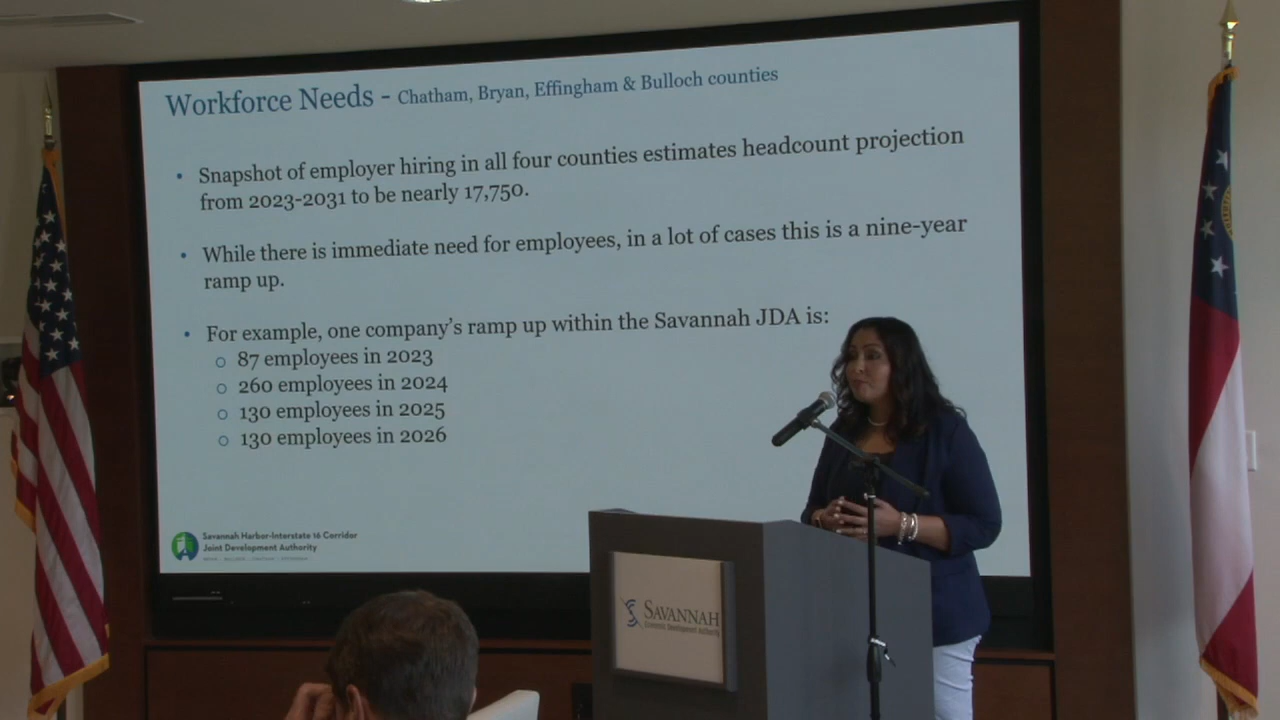 Workforce Needs - Chatham, Bryan, Effingham & Bulloch counties
• Snapshot of employer hiring in all four counties estimates headcount projection
from 2023-2031 to be nearly 17,750.
• While there is immediate need for employees, in a lot of cases this is a nine-year
ramp up.
• For example, one company's ramp up within the Savannah JDA is:
○ 87 employees in 2023
○ 260 employees in 2024
○ 130 employees in 2025
○ 130 employees in 2026
Savannah Harbor-Interstate 16 Corridor
Joint Development Authority
SAVANNAH
Economic Development Authority